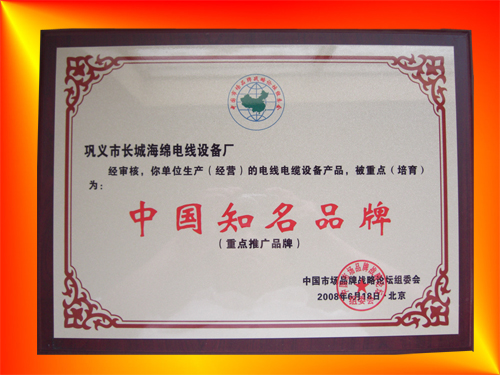 巩义市长城海绵电线设备厂
经审核，你单位生产（经营）的电线电缆设备产品，被重点（培育）
为：
中国知名品牌
（重点推广品牌）
中国市场品牌战略论坛组委会
2008年6月18日·北京